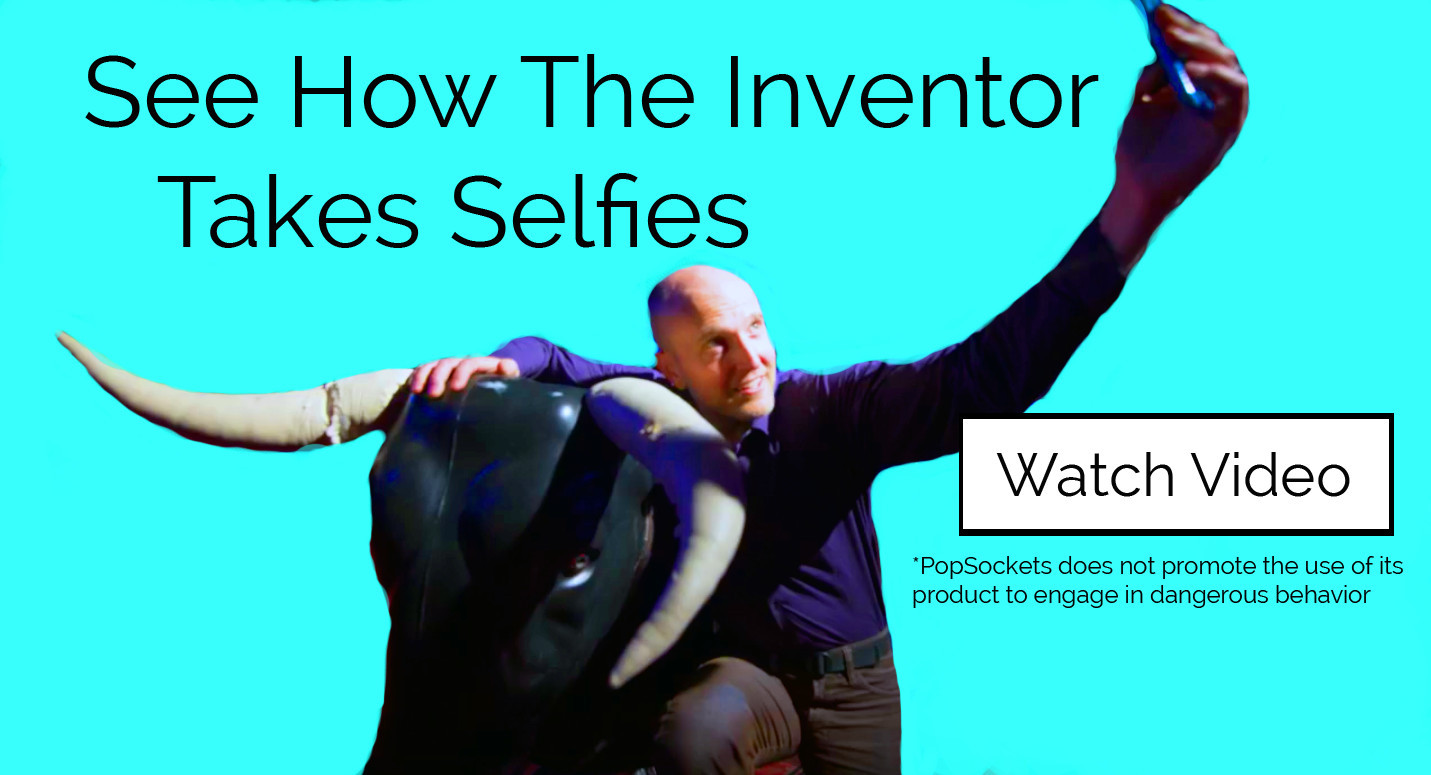 See How The Inventor
Takes Selfies
Watch Video
*PopSockets does not promote the use of its
product to engage in dangerous behavior